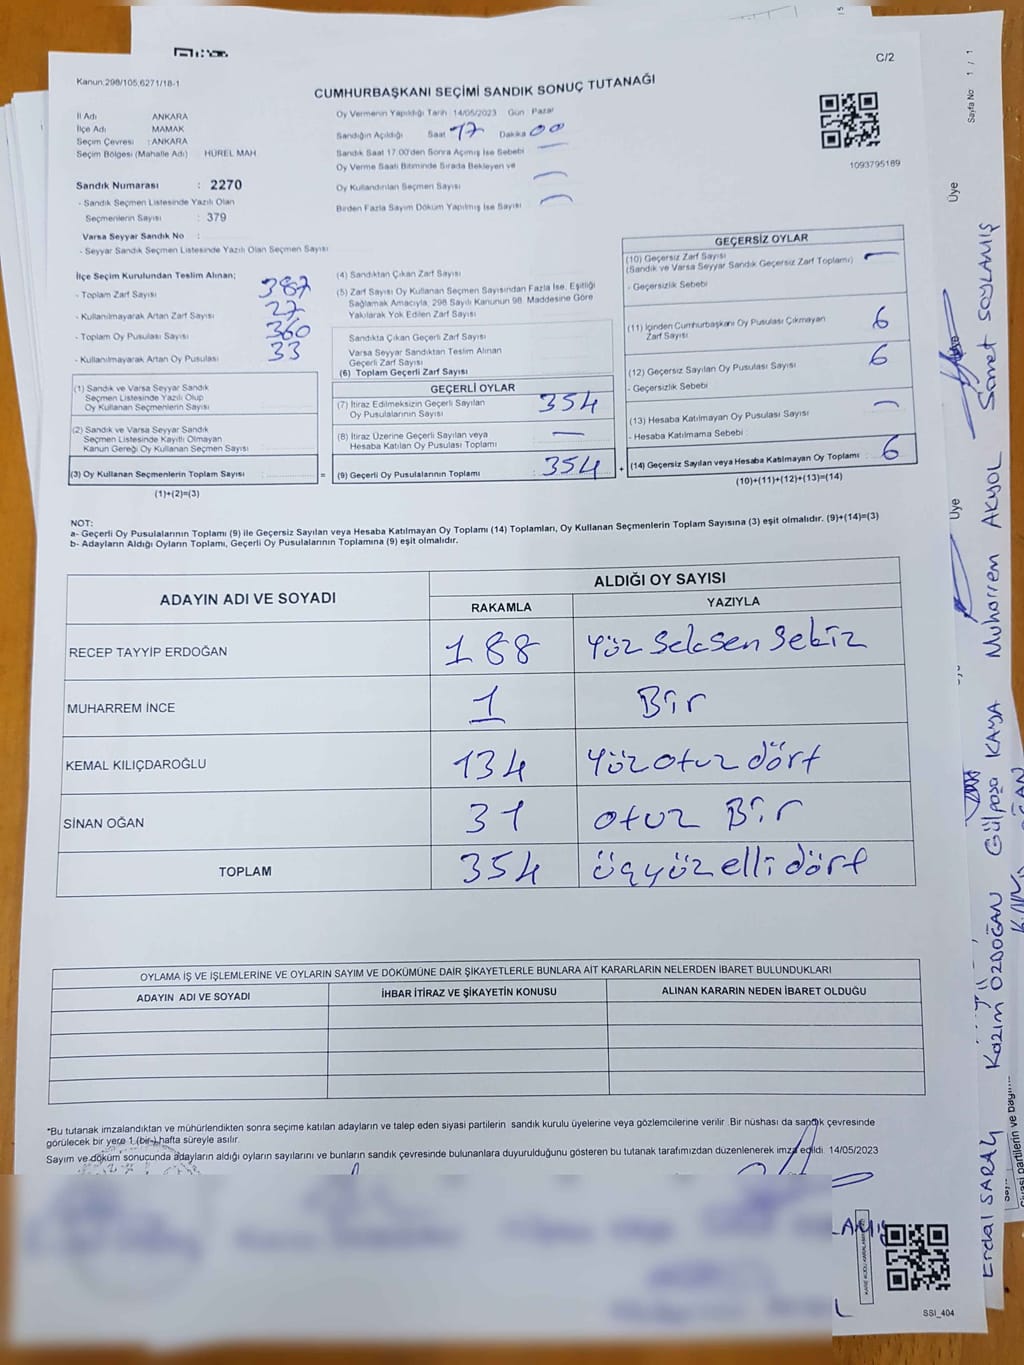 C/2
Kanun.298/105,6271/18-1
CUMHURBAŞKANI SEÇİMİ SANDIK SONUÇ TUTANAĞI
İl Adı ANKARA
İlçe Adı MAMAK
Seçim Çevresi : ANKARA
Seçim Bölgesi (Mahalle Adı) : HÜREL MAH
Sandık Numarası : 2270
- Sandık Seçmen Listesinde Yazılı Olan
Seçmenlerin Sayısı : 379
Varsa Seyyar Sandık No :
- Seyyar Sandık Seçmen Listesinde Yazılı Olan Seçmen Sayısı
Oy Vermenin Yapıldığı Tarih 14/05/2023 Gün : Pazar
Sandığın Açıldığı Saat 17 Dakika 00
Sandık Saat 17.00'den Sonra Açımış İse Sebebi
Oy Verme Saati Bitiminde Sırada Bekleyen ve
Oy Kullandırılan Seçmen Sayısı
Birden Fazla Sayım Döküm Yapılmış İse Sayısı
1093795169
Sayfa No : 1 / 1
İlçe Seçim Kurulundan Teslim Alınan;
- Toplam Zarf Sayısı 387
- Kullanılmayarak Artan Zarf Sayısı 27
- Toplam Oy Pusulası Sayısı 360
- Kullanılmayarak Artan Oy Pusulası 33
(1) Sandık ve Varsa Seyyar Sandık
Seçmen Listesinde Yazılı Olup
Oy Kullanan Seçmenlerin Sayısı
(2) Sandık ve Varsa Seyyar Sandık
Seçmen Listesinde Kayıtlı Olmayan
Kanun Gereği Oy Kullanan Seçmen Sayısı
(3) Oy Kullanan Seçmenlerin Toplam Sayısı =
(1)+(2)=(3)
(4) Sandıktan Çıkan Zarf Sayısı
(5) Zarf Sayısı Oy Kullanan Seçmen Sayısından Fazla İse, Eşitliği
Sağlamak Amacıyla, 298 Sayılı Kanunun 98. Maddesine Göre
Yakılarak Yok Edilen Zarf Sayısı
Sandıkta Çıkan Geçerli Zarf Sayısı
Varsa Seyyar Sandıktan Teslim Alınan
Geçerli Zarf Sayısı
(6) Toplam Geçerli Zarf Sayısı
GEÇERLİ OYLAR
(7) İtiraz Edilmeksizin Geçerli Sayılan
Oy Pusulalarının Sayısı 354
(8) İtiraz Üzerine Geçerli Sayılan veya
Hesaba Katılan Oy Pusulası Toplamı —
(9) Geçerli Oy Pusulalarının Toplamı 354 +
GEÇERSİZ OYLAR
(10) Geçersiz Zarf Sayısı
(Sandık ve Varsa Seyyar Sandık Geçersiz Zarf Toplamı) —
- Geçersizlik Sebebi
(11) İçinden Cumhurbaşkanı Oy Pusulası Çıkmayan
Zarf Sayısı 6
(12) Geçersiz Sayılan Oy Pusulası Sayısı 6
- Geçersizlik Sebebi
(13) Hesaba Katılmayan Oy Pusulası Sayısı —
- Hesaba Katılmama Sebebi :
(14) Geçersiz Sayılan veya Hesaba Katılmayan Oy Toplamı : 6
(10)+(11)+(12)+(13)=(14)
NOT:
a- Geçerli Oy Pusulalarının Toplamı (9) ile Geçersiz Sayılan veya Hesaba Katılmayan Oy Toplamı (14) Toplamları, Oy Kullanan Seçmenlerin Toplam Sayısına (3) eşit olmalıdır. (9)+(14)=(3)
b- Adayların Aldığı Oyların Toplamı, Geçerli Oy Pusulalarının Toplamına (9) eşit olmalıdır.
ADAYIN ADI VE SOYADI ALDIĞI OY SAYISI
RAKAMLA YAZIYLA
RECEP TAYYİP ERDOĞAN 188 Yüz Seksen Sekiz
MUHARREM İNCE 1 Bir
KEMAL KILIÇDAROĞLU 134 Yüz otuz dört
SİNAN OĞAN 31 otuz Bir
TOPLAM 354 üçyüz elli dört
OYLAMA İŞ VE İŞLEMLERİNE VE OYLARIN SAYIM VE DÖKÜMÜNE DAİR ŞİKAYETLERLE BUNLARA AİT KARARLARIN NELERDEN İBARET BULUNDUKLARI
ADAYIN ADI VE SOYADI İHBAR İTİRAZ VE ŞİKAYETİN KONUSU ALINAN KARARIN NEDEN İBARET OLDUĞU
*Bu tutanak imzalandıktan ve mühürlendikten sonra seçime katılan adayların ve talep eden siyasi partilerin sandık kurulu üyelerine veya gözlemcilerine verilir. Bir nüshası da sandık çevresinde
görülecek bir yere 1 (bir) hafta süreyle asılır.
Sayım ve döküm sonucunda adayların aldığı oyların sayılarını ve bunların sandık çevresinde bulunanlara duyurulduğunu gösteren bu tutanak tarafımızdan düzenlenerek imza edildi. 14/05/2023
SSI_404
Üye
Üye
Samet SOYLAMIŞ
Muharrem AKYOL
Gülpaşa KAYA
Kazım ÖZDOĞAN
Erdal SARAY